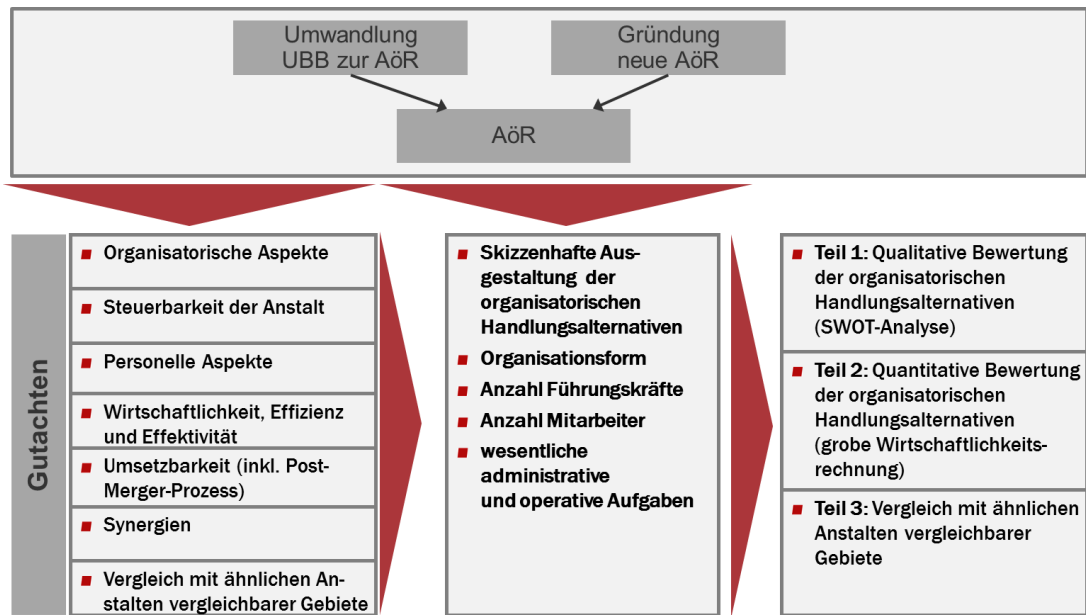 Umwandlung
UBB zur AöR
Gründung
neue AöR
AöR
Gutachten
Organisatorische Aspekte
Steuerbarkeit der Anstalt
Personelle Aspekte
Wirtschaftlichkeit, Effizienz
und Effektivität
Umsetzbarkeit (inkl. Post-
Merger-Prozess)
Synergien
Vergleich mit ähnlichen An-
stalten vergleichbarer Gebiete
Skizzenhafte Aus-
gestaltung der
organisatorischen
Handlungsalternativen
Organisationsform
Anzahl Führungskräfte
Anzahl Mitarbeiter
wesentliche
administrative
und operative Aufgaben
Teil 1: Qualitative Bewertung
der organisatorischen
Handlungsalternativen
(SWOT-Analyse)
Teil 2: Quantitative Bewertung
der organisatorischen
Handlungsalternativen
(grobe Wirtschaftlichkeits-
rechnung)
Teil 3: Vergleich mit ähnlichen
Anstalten vergleichbarer
Gebiete